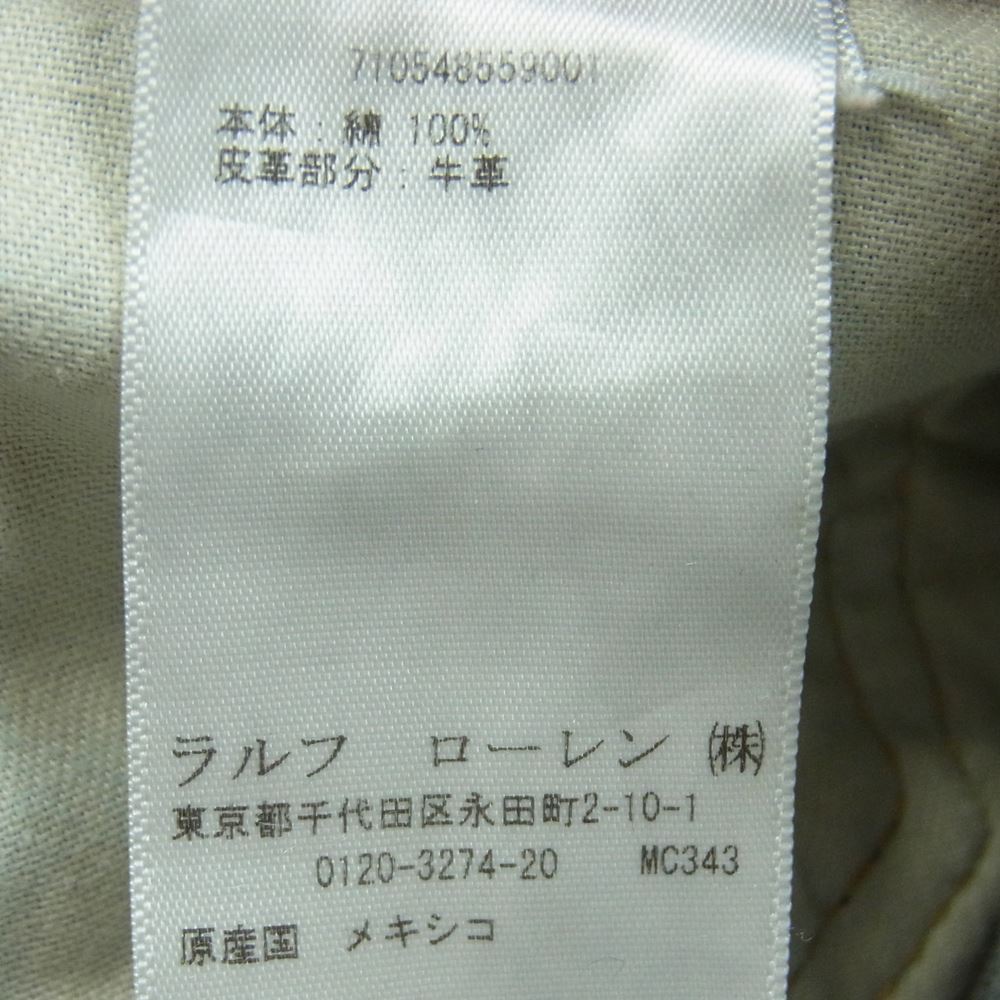 710548559001
本体：綿 100%
皮革部分：牛革
ラルフ　ローレン ㈱
東京都千代田区永田町2-10-1
0120-3274-20 MC343
原産国 メキシコ